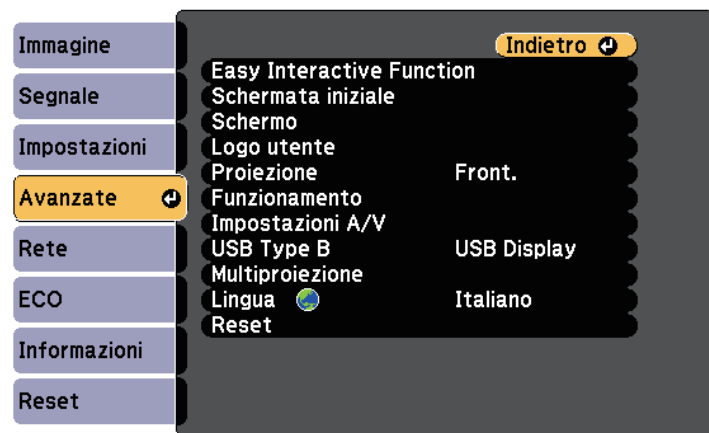 Immagine
Segnale
Impostazioni
Avanzate
Rete
ECO
Informazioni
Reset
Indietro
Easy Interactive Function
Schermata iniziale
Schermo
Logo utente
Proiezione Front.
Funzionamento
Impostazioni A/V
USB Type B USB Display
Multiproiezione
Lingua Italiano
Reset